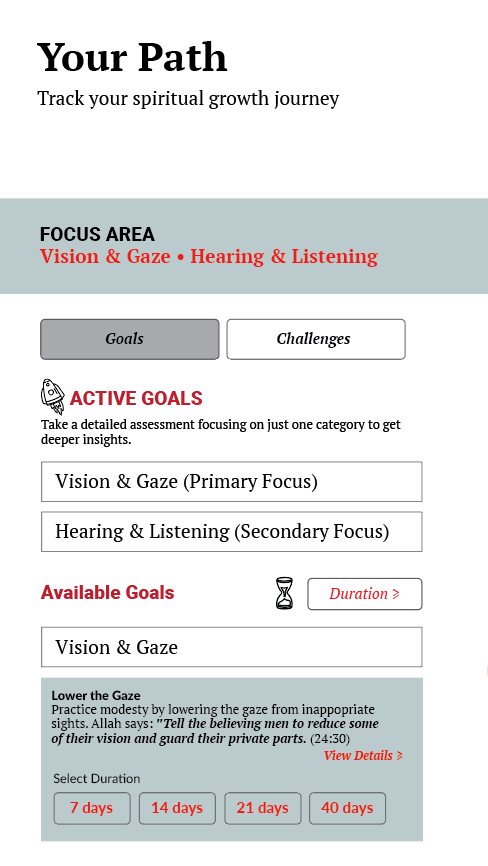 Your Path
Track your spiritual growth journey
FOCUS AREA
Vision & Gaze • Hearing & Listening
Goals
Challenges
ACTIVE GOALS
Take a detailed assessment focusing on just one category to get
deeper insights.
Vision & Gaze (Primary Focus)
Hearing & Listening (Secondary Focus)
Available Goals
Duration >
Vision & Gaze
Lower the Gaze
Practice modesty by lowering the gaze from inappopriate
sights. Allah says: "Tell the believing men to reduce some
of their vision and guard their private parts. (24:30)
View Details >
Select Duration
7 days
14 days
21 days
40 days